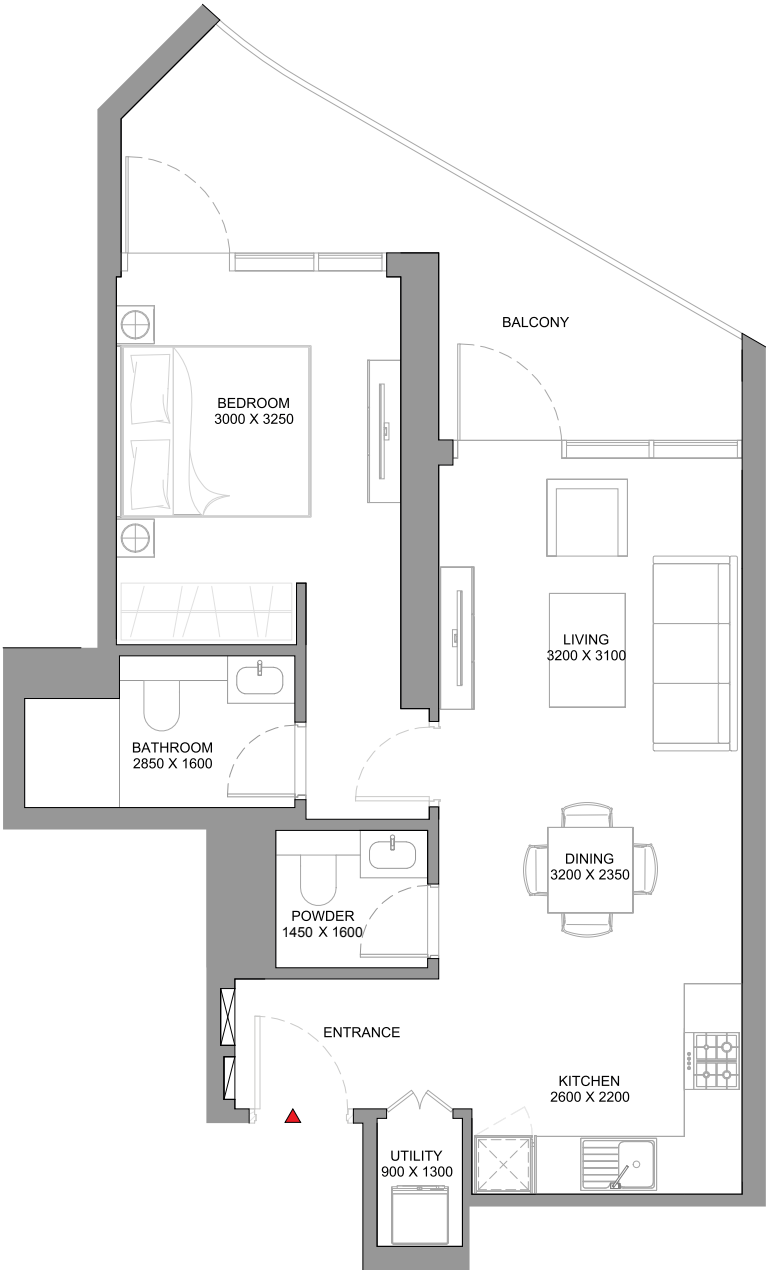 BALCONY
BEDROOM
3000 X 3250
LIVING
3200 X 3100
BATHROOM
2850 X 1600
DINING
3200 X 2350
POWDER
1450 X 1600
ENTRANCE
KITCHEN
2600 X 2200
UTILITY
900 X 1300